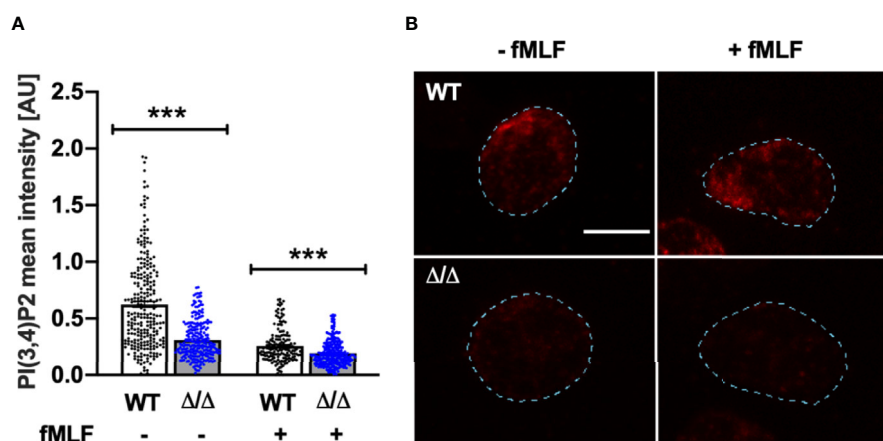 A
PI(3,4)P2 mean intensity [AU]
2.5
2.0
1.5
1.0
0.5
0.0
***
***
WT Δ/Δ WT Δ/Δ
fMLF - - + +
B
- fMLF + fMLF
WT
Δ/Δ